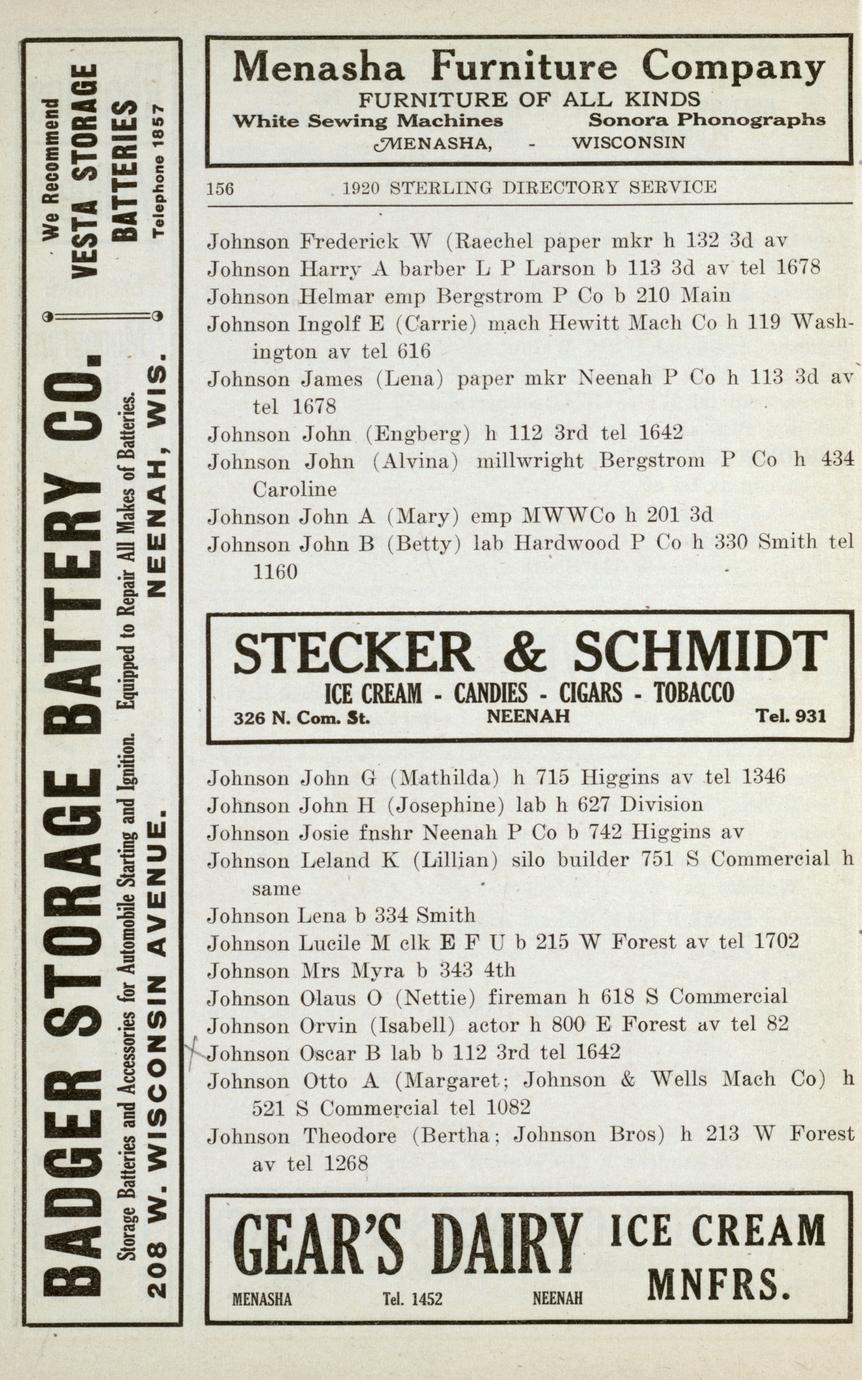 Menasha Furniture Company
FURNITURE OF ALL KINDS
White Sewing Machines Sonora Phonographs
MENASHA, - WISCONSIN
156 1920 STERLING DIRECTORY SERVICE
Johnson Frederick W (Raechel paper mkr h 132 3d av
Johnson Harry A barber L P Larson b 113 3d av tel 1678
Johnson Helmar emp Bergstrom P Co b 210 Main
Johnson Ingolf E (Carrie) mach Hewitt Mach Co h 119 Wash-
ington av tel 616
Johnson James (Lena) paper mkr Neenah P Co h 113 3d av
tel 1678
Johnson John (Engberg) h 112 3rd tel 1642
Johnson John (Alvina) millwright Bergstrom P Co h 434
Caroline
Johnson John A (Mary) emp MWWCo h 201 3d
Johnson John B (Betty) lab Hardwood P Co h 330 Smith tel
1160
STECKER & SCHMIDT
ICE CREAM - CANDIES - CIGARS - TOBACCO
326 N. Com. St. NEENAH Tel. 931
Johnson John G (Mathilda) h 715 Higgins av tel 1346
Johnson John H (Josephine) lab h 627 Division
Johnson Josie fnshr Neenah P Co b 742 Higgins av
Johnson Leland K (Lillian) silo builder 751 S Commercial h
same
Johnson Lena b 334 Smith
Johnson Lucile M clk E F U b 215 W Forest av tel 1702
Johnson Mrs Myra b 343 4th
Johnson Olaus O (Nettie) fireman h 618 S Commercial
Johnson Orvin (Isabell) actor h 800 E Forest av tel 82
Johnson Oscar B lab b 112 3rd tel 1642
Johnson Otto A (Margaret; Johnson & Wells Mach Co) h
521 S Commercial tel 1082
Johnson Theodore (Bertha; Johnson Bros) h 213 W Forest
av tel 1268
GEAR'S DAIRY ICE CREAM
MNFRS.
MENASHA Tel. 1452 NEENAH
BADGER STORAGE BATTERY CO.
Storage Batteries and Accessories for Automobile Starting and Ignition. Equipped to Repair All Makes of Batteries.
208 W. WISCONSIN AVENUE. NEENAH, WIS.
We Recommend
VESTA STORAGE
BATTERIES
Telephone 1857